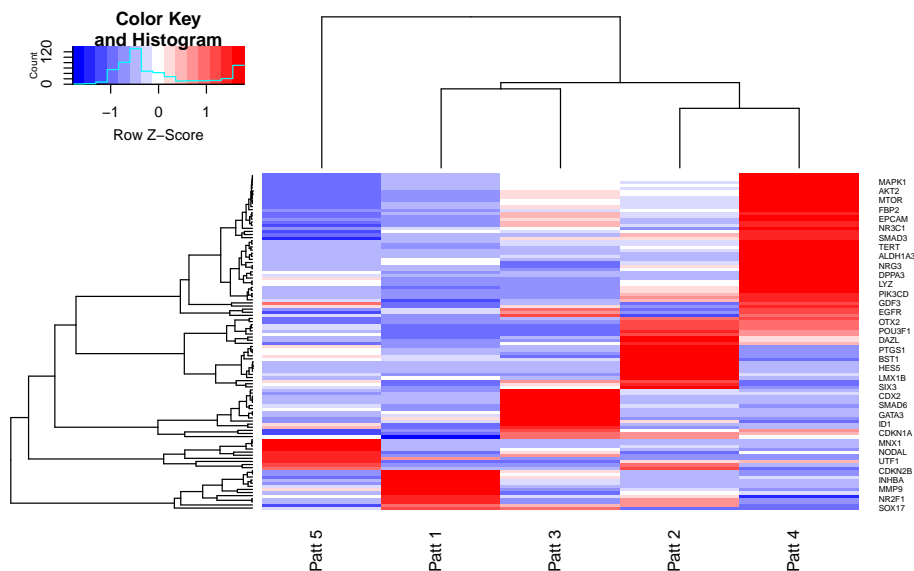 Color Key
and Histogram
Count
0
120
−1
0
1
Row Z−Score
MAPK1
AKT2
MTOR
FBP2
EPCAM
NR3C1
SMAD3
TERT
ALDH1A3
NRG3
DPPA3
LYZ
PIK3CD
GDF3
EGFR
OTX2
POU3F1
DAZL
PTGS1
BST1
HES5
LMX1B
SIX3
CDX2
SMAD6
GATA3
ID1
CDKN1A
MNX1
NODAL
UTF1
CDKN2B
INHBA
MMP9
NR2F1
SOX17
Patt 5
Patt 1
Patt 3
Patt 2
Patt 4